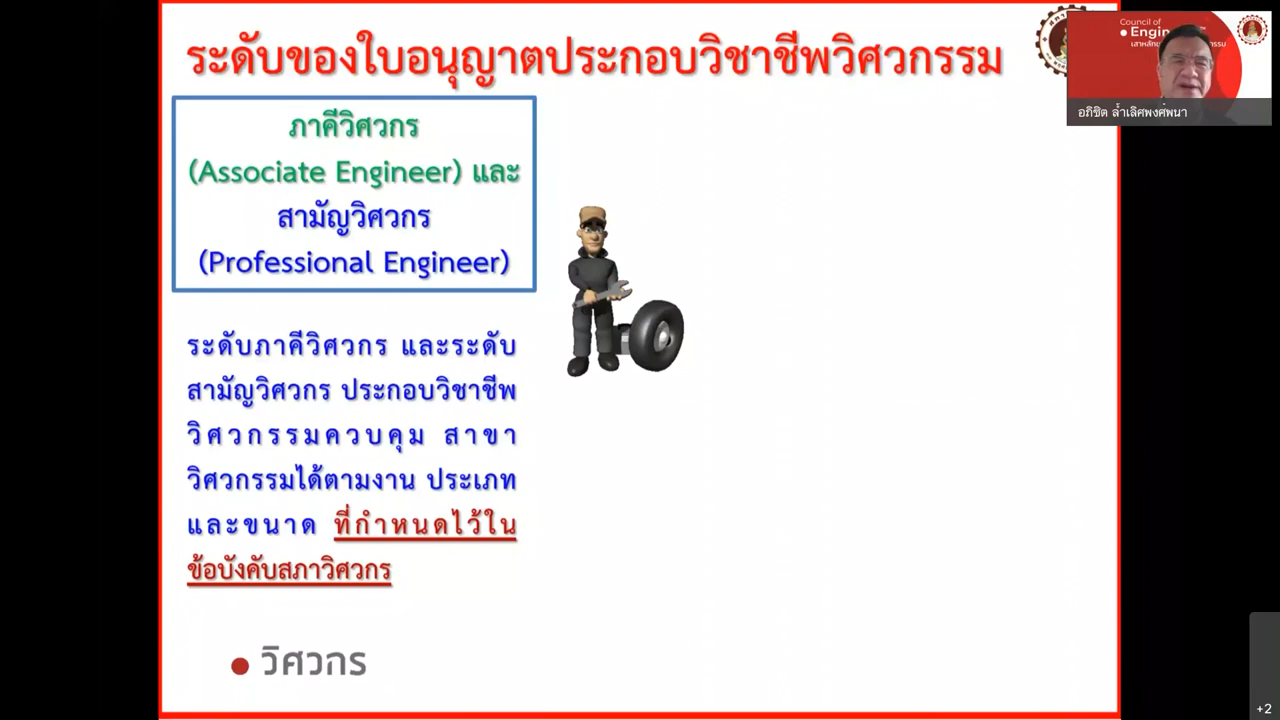 ระดับของใบอนุญาตประกอบวิชาชีพวิศวกรรม
ภาคีวิศวกร
(Associate Engineer) และ
สามัญวิศวกร
(Professional Engineer)
ระดับภาคีวิศวกร และระดับ
สามัญวิศวกร ประกอบวิชาชีพ
วิศวกรรมควบคุม สาขา
วิศวกรรมได้ตามงาน ประเภท
และขนาด ที่กำหนดไว้ใน
ข้อบังคับสภาวิศวกร
วิศวกร
Council of
อภิชิต ล้ำเลิศพงศ์พนา
+2